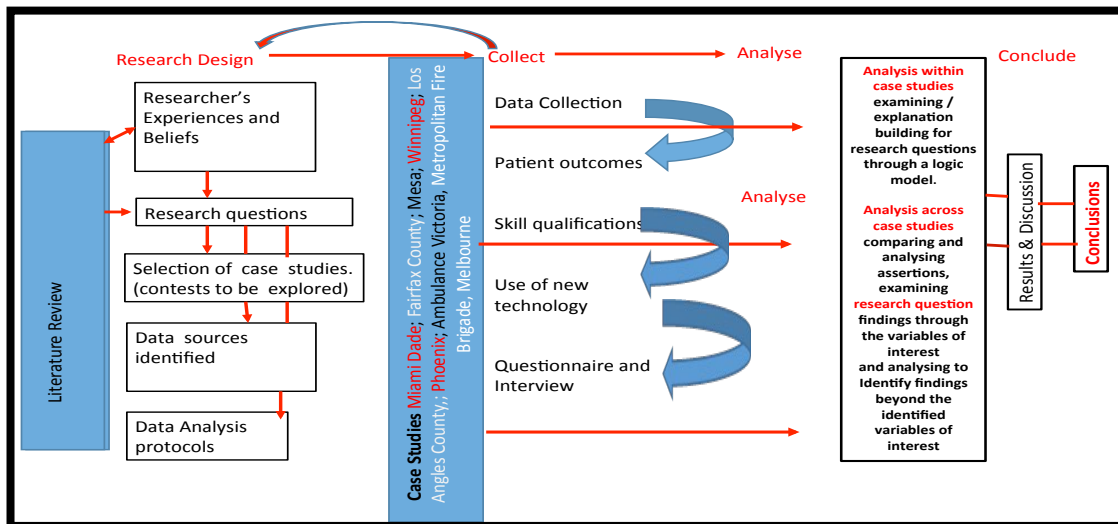 Research Design
Collect
Analyse
Conclude
Literature Review
Researcher's
Experiences and
Beliefs
Research questions
Selection of case studies.
(contests to be explored)
Data sources
identified
Data Analysis
protocols
Case Studies Miami Dade; Fairfax County; Mesa; Winnipeg; Los
Angles County,; Phoenix; Ambulance Victoria, Metropolitan Fire
Brigade, Melbourne
Data Collection
Patient outcomes
Analyse
Skill qualifications
Use of new
technology
Questionnaire and
Interview
Analysis within
case studies
examining /
explanation
building for
research questions
through a logic
model.
Analysis across
case studies
comparing and
analysing
assertions,
examining
research question
findings through
the variables of
interest
and analysing to
Identify findings
beyond the
identified
variables of
interest
Results & Discussion
Conclusions